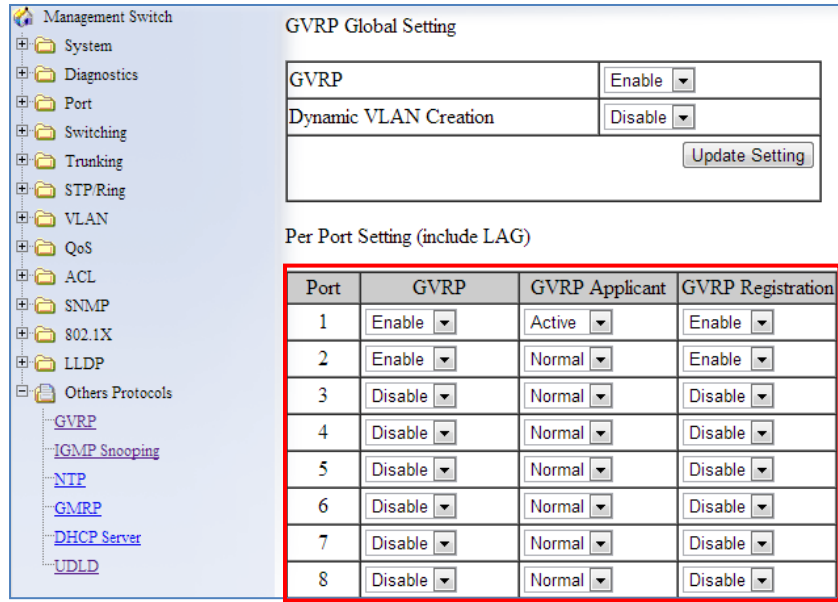 Management Switch
System
Diagnostics
Port
Switching
Trunking
STP/Ring
VLAN
QoS
ACL
SNMP
802.1X
LLDP
Others Protocols
GVRP
IGMP Snooping
NTP
GMRP
DHCP Server
UDLD
GVRP Global Setting
GVRP Enable
Dynamic VLAN Creation Disable
Update Setting
Per Port Setting (include LAG)
Port GVRP GVRP Applicant GVRP Registration
1 Enable Active Enable
2 Enable Normal Enable
3 Disable Normal Disable
4 Disable Normal Disable
5 Disable Normal Disable
6 Disable Normal Disable
7 Disable Normal Disable
8 Disable Normal Disable